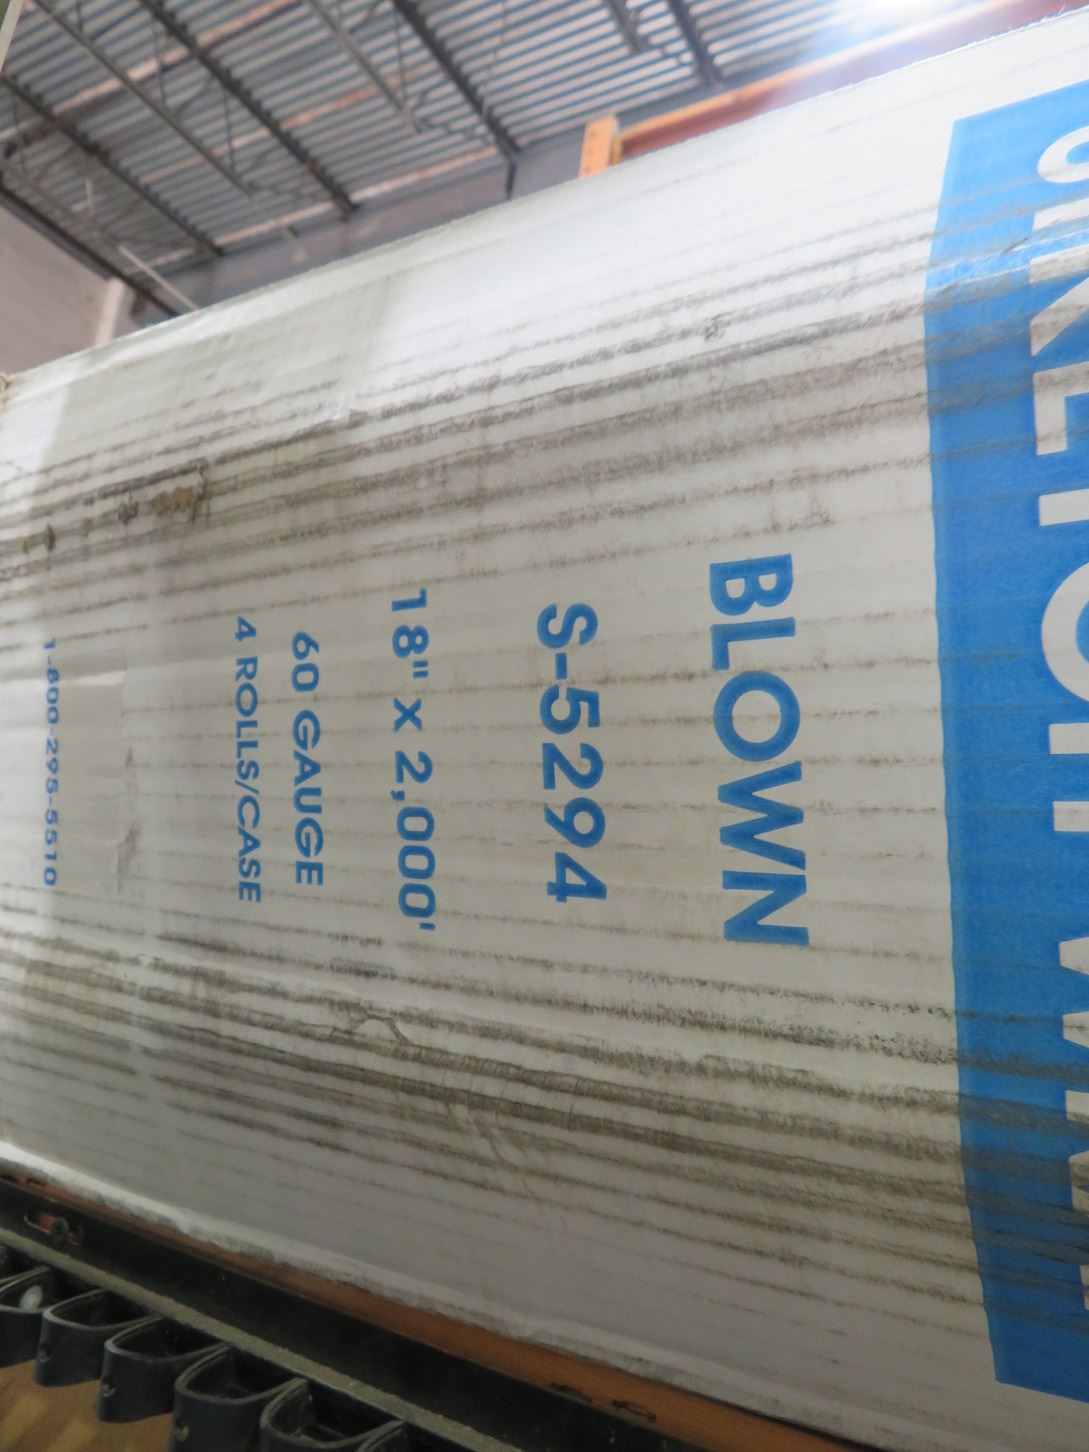 BLOWN
S-5294
18" x 2,000'
60 GAUGE
4 ROLLS/CASE
1-800-295-5510